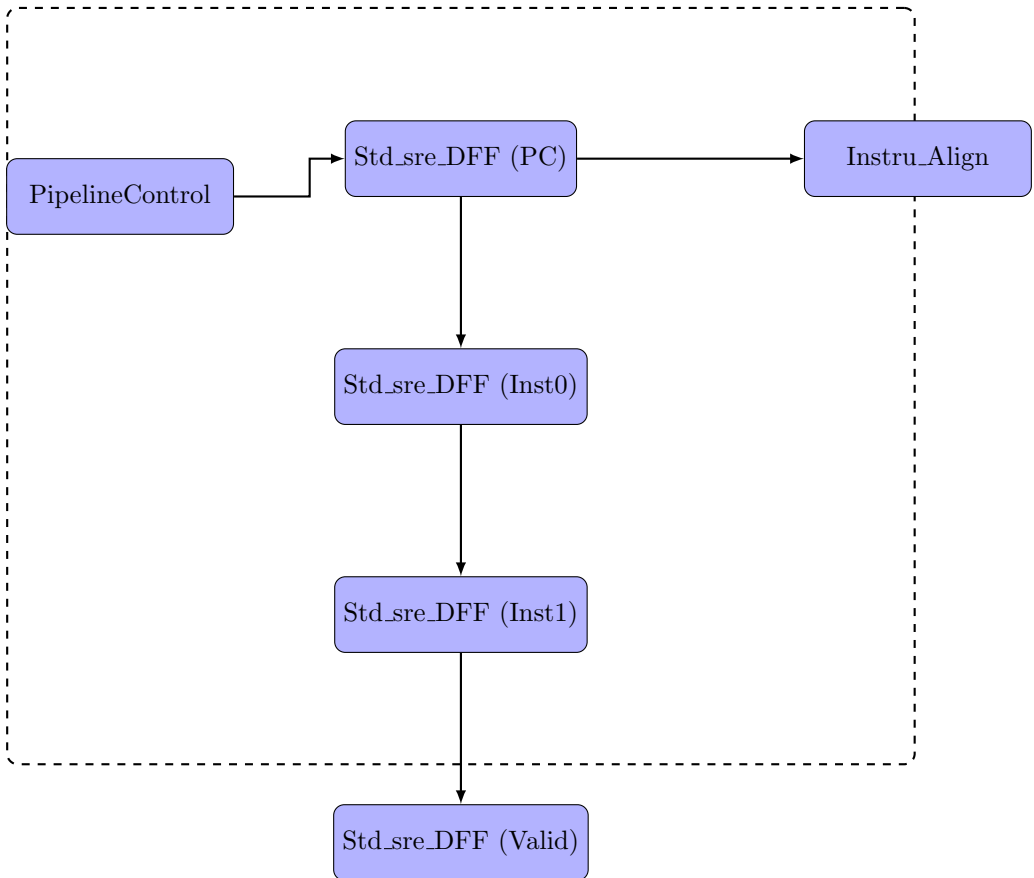 Std_sre_DFF (PC)
Instru_Align
PipelineControl
Std_sre_DFF (Inst0)
Std_sre_DFF (Inst1)
Std_sre_DFF (Valid)